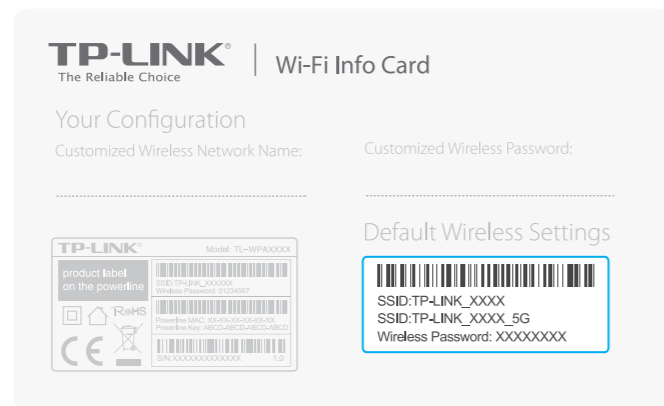 TP-LINK®
The Reliable Choice
Wi-Fi Info Card
Your Configuration
Customized Wireless Network Name:
Customized Wireless Password:
TP-LINK®
Model: TL-WPAXXXX
product label
on the powerline
SSID:TP-LINK_XXXXXX
Wireless Password: 01234567
RoHS
Powerline MAC: XX-XX-XX-XX-XX-XX
Powerline Key: ABCD-ABCD-ABCD-ABCD
CE
S/N:XXXXXXXXXXXXX 1.0
Default Wireless Settings
SSID:TP-LINK_XXXX
SSID:TP-LINK_XXXX_5G
Wireless Password: XXXXXXXX